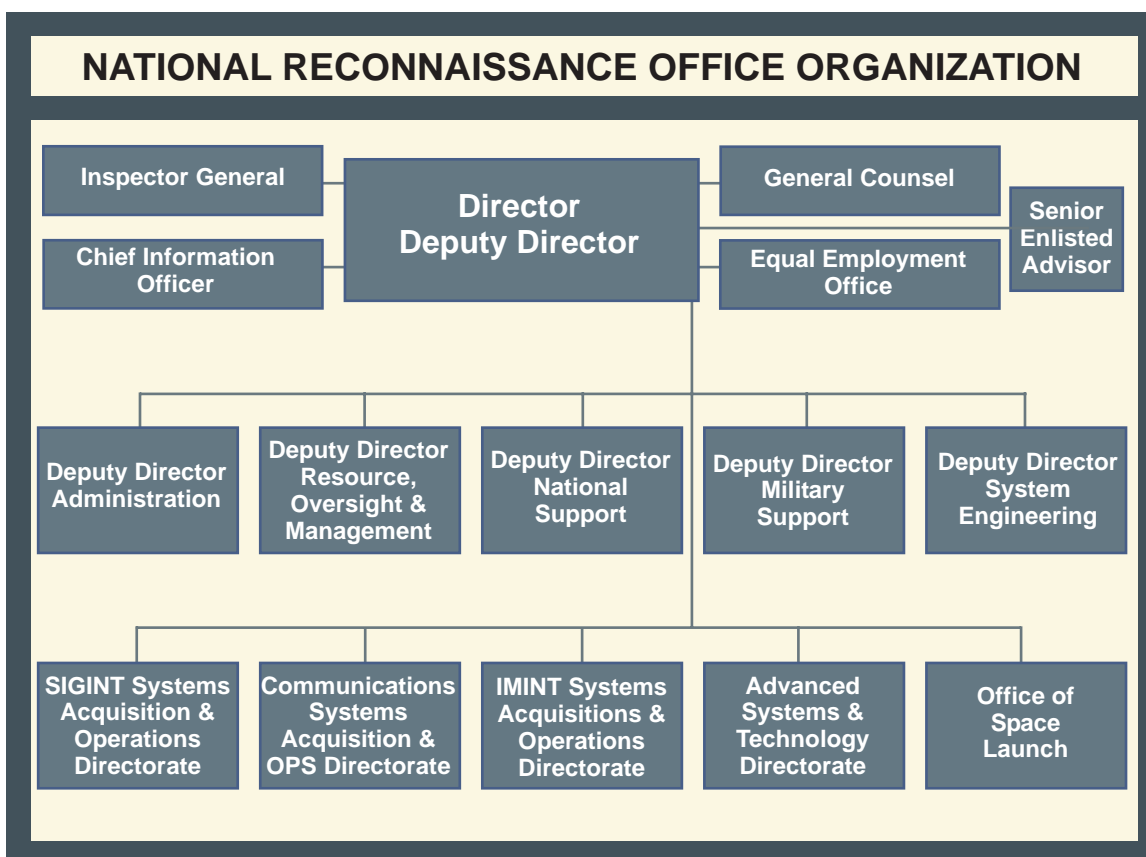 NATIONAL RECONNAISSANCE OFFICE ORGANIZATION
Inspector General
Director
Deputy Director
General Counsel
Senior
Enlisted
Advisor
Chief Information
Officer
Equal Employment
Office
Deputy Director
Administration
Deputy Director
Resource,
Oversight &
Management
Deputy Director
National
Support
Deputy Director
Military
Support
Deputy Director
System
Engineering
SIGINT Systems
Acquisition &
Operations
Directorate
Communications
Systems
Acquisition &
OPS Directorate
IMINT Systems
Acquisitions &
Operations
Directorate
Advanced
Systems &
Technology
Directorate
Office of
Space
Launch